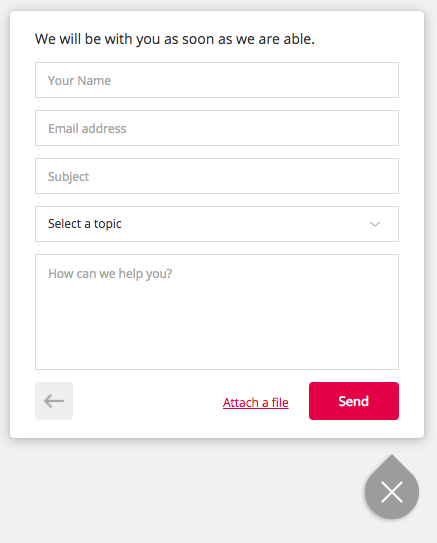 We will be with you as soon as we are able.
Your Name
Email address
Subject
Select a topic
How can we help you?
Attach a file
Send